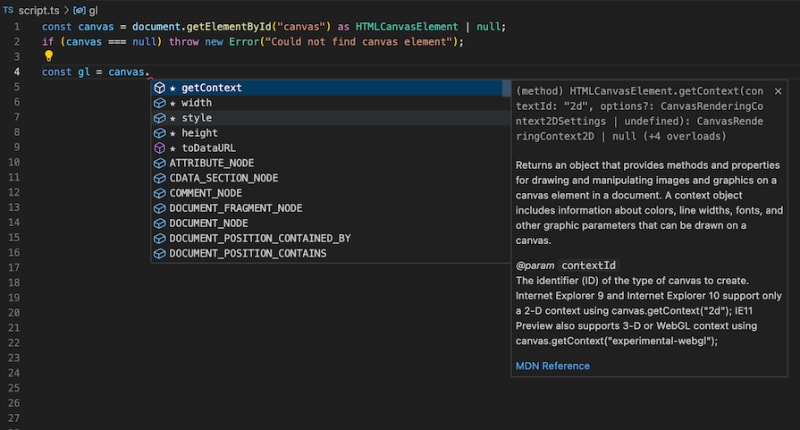 TS script.ts > gl
1 const canvas = document.getElementById("canvas") as HTMLCanvasElement | null;
2 if (canvas === null) throw new Error("Could not find canvas element");
3
4 const gl = canvas.
5 ★ getContext
6 ★ width
7 ★ style
8 ★ height
9 ★ toDataURL
10 ATTRIBUTE_NODE
11 CDATA_SECTION_NODE
12 COMMENT_NODE
13 DOCUMENT_FRAGMENT_NODE
14 DOCUMENT_NODE
15 DOCUMENT_POSITION_CONTAINED_BY
16 DOCUMENT_POSITION_CONTAINS
17
18
19
20
21
22
23
24
25
26
27
(method) HTMLCanvasElement.getContext(con
textId: "2d", options?: CanvasRenderingCo
ntext2DSettings | undefined): CanvasRende
ringContext2D | null (+4 overloads)
Returns an object that provides methods and properties
for drawing and manipulating images and graphics on a
canvas element in a document. A context object
includes information about colors, line widths, fonts, and
other graphic parameters that can be drawn on a
canvas.
@param contextId
The identifier (ID) of the type of canvas to create.
Internet Explorer 9 and Internet Explorer 10 support only
a 2-D context using canvas.getContext("2d"); IE11
Preview also supports 3-D or WebGL context using
canvas.getContext("experimental-webgl");
MDN Reference